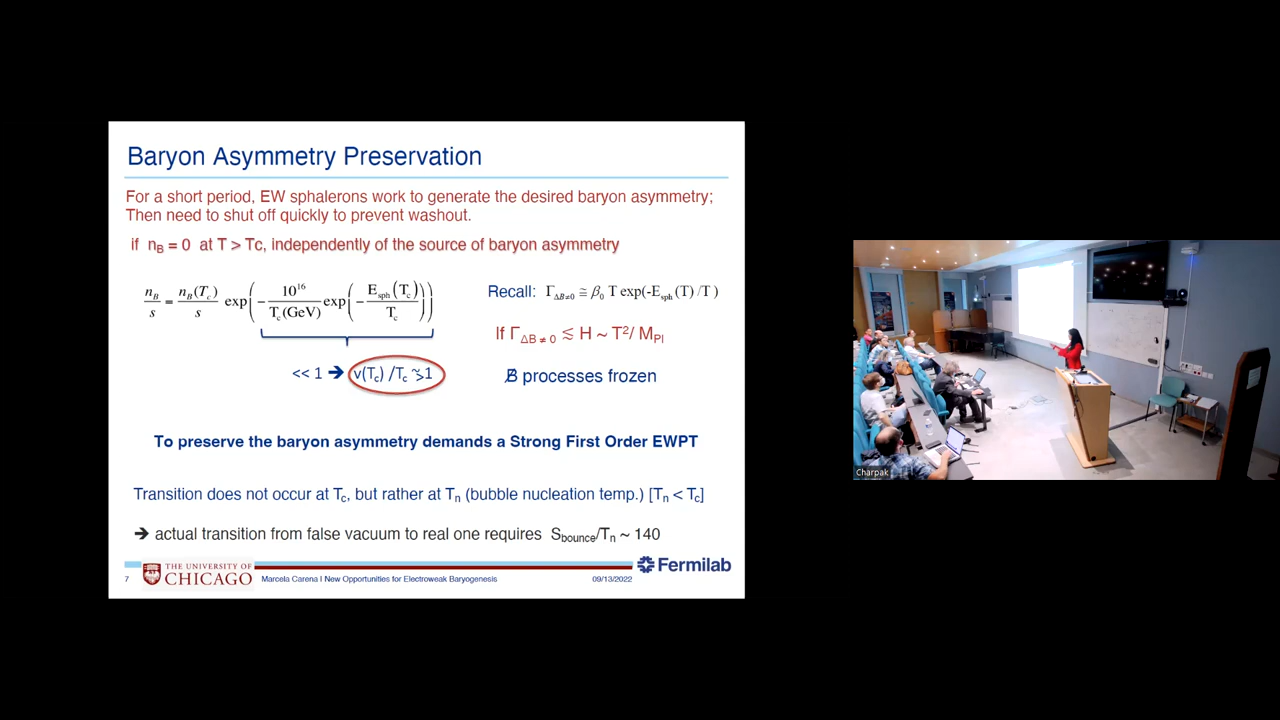 Baryon Asymmetry Preservation
For a short period, EW sphalerons work to generate the desired baryon asymmetry;
Then need to shut off quickly to prevent washout.
if n_B = 0 at T > Tc, independently of the source of baryon asymmetry
n_B/s = n_B(T_c)/s exp(−10^16/T_c(GeV) exp(−E_sph(T_c)/T_c))
Recall: Γ_ΔB≠0 ≅ β_0 T exp(-E_sph(T) /T )
If Γ_ΔB≠0 ≲ H ~ T^2/ M_Pl
<< 1 ➔ v(T_c) /T_c ≳ 1
B̸ processes frozen
To preserve the baryon asymmetry demands a Strong First Order EWPT
Transition does not occur at T_c, but rather at T_n (bubble nucleation temp.) [T_n < T_c]
➔ actual transition from false vacuum to real one requires S_bounce/T_n ~ 140
7
THE UNIVERSITY OF
CHICAGO
Marcela Carena I New Opportunities for Electroweak Baryogenesis
09/13/2022
Fermilab
Charpak